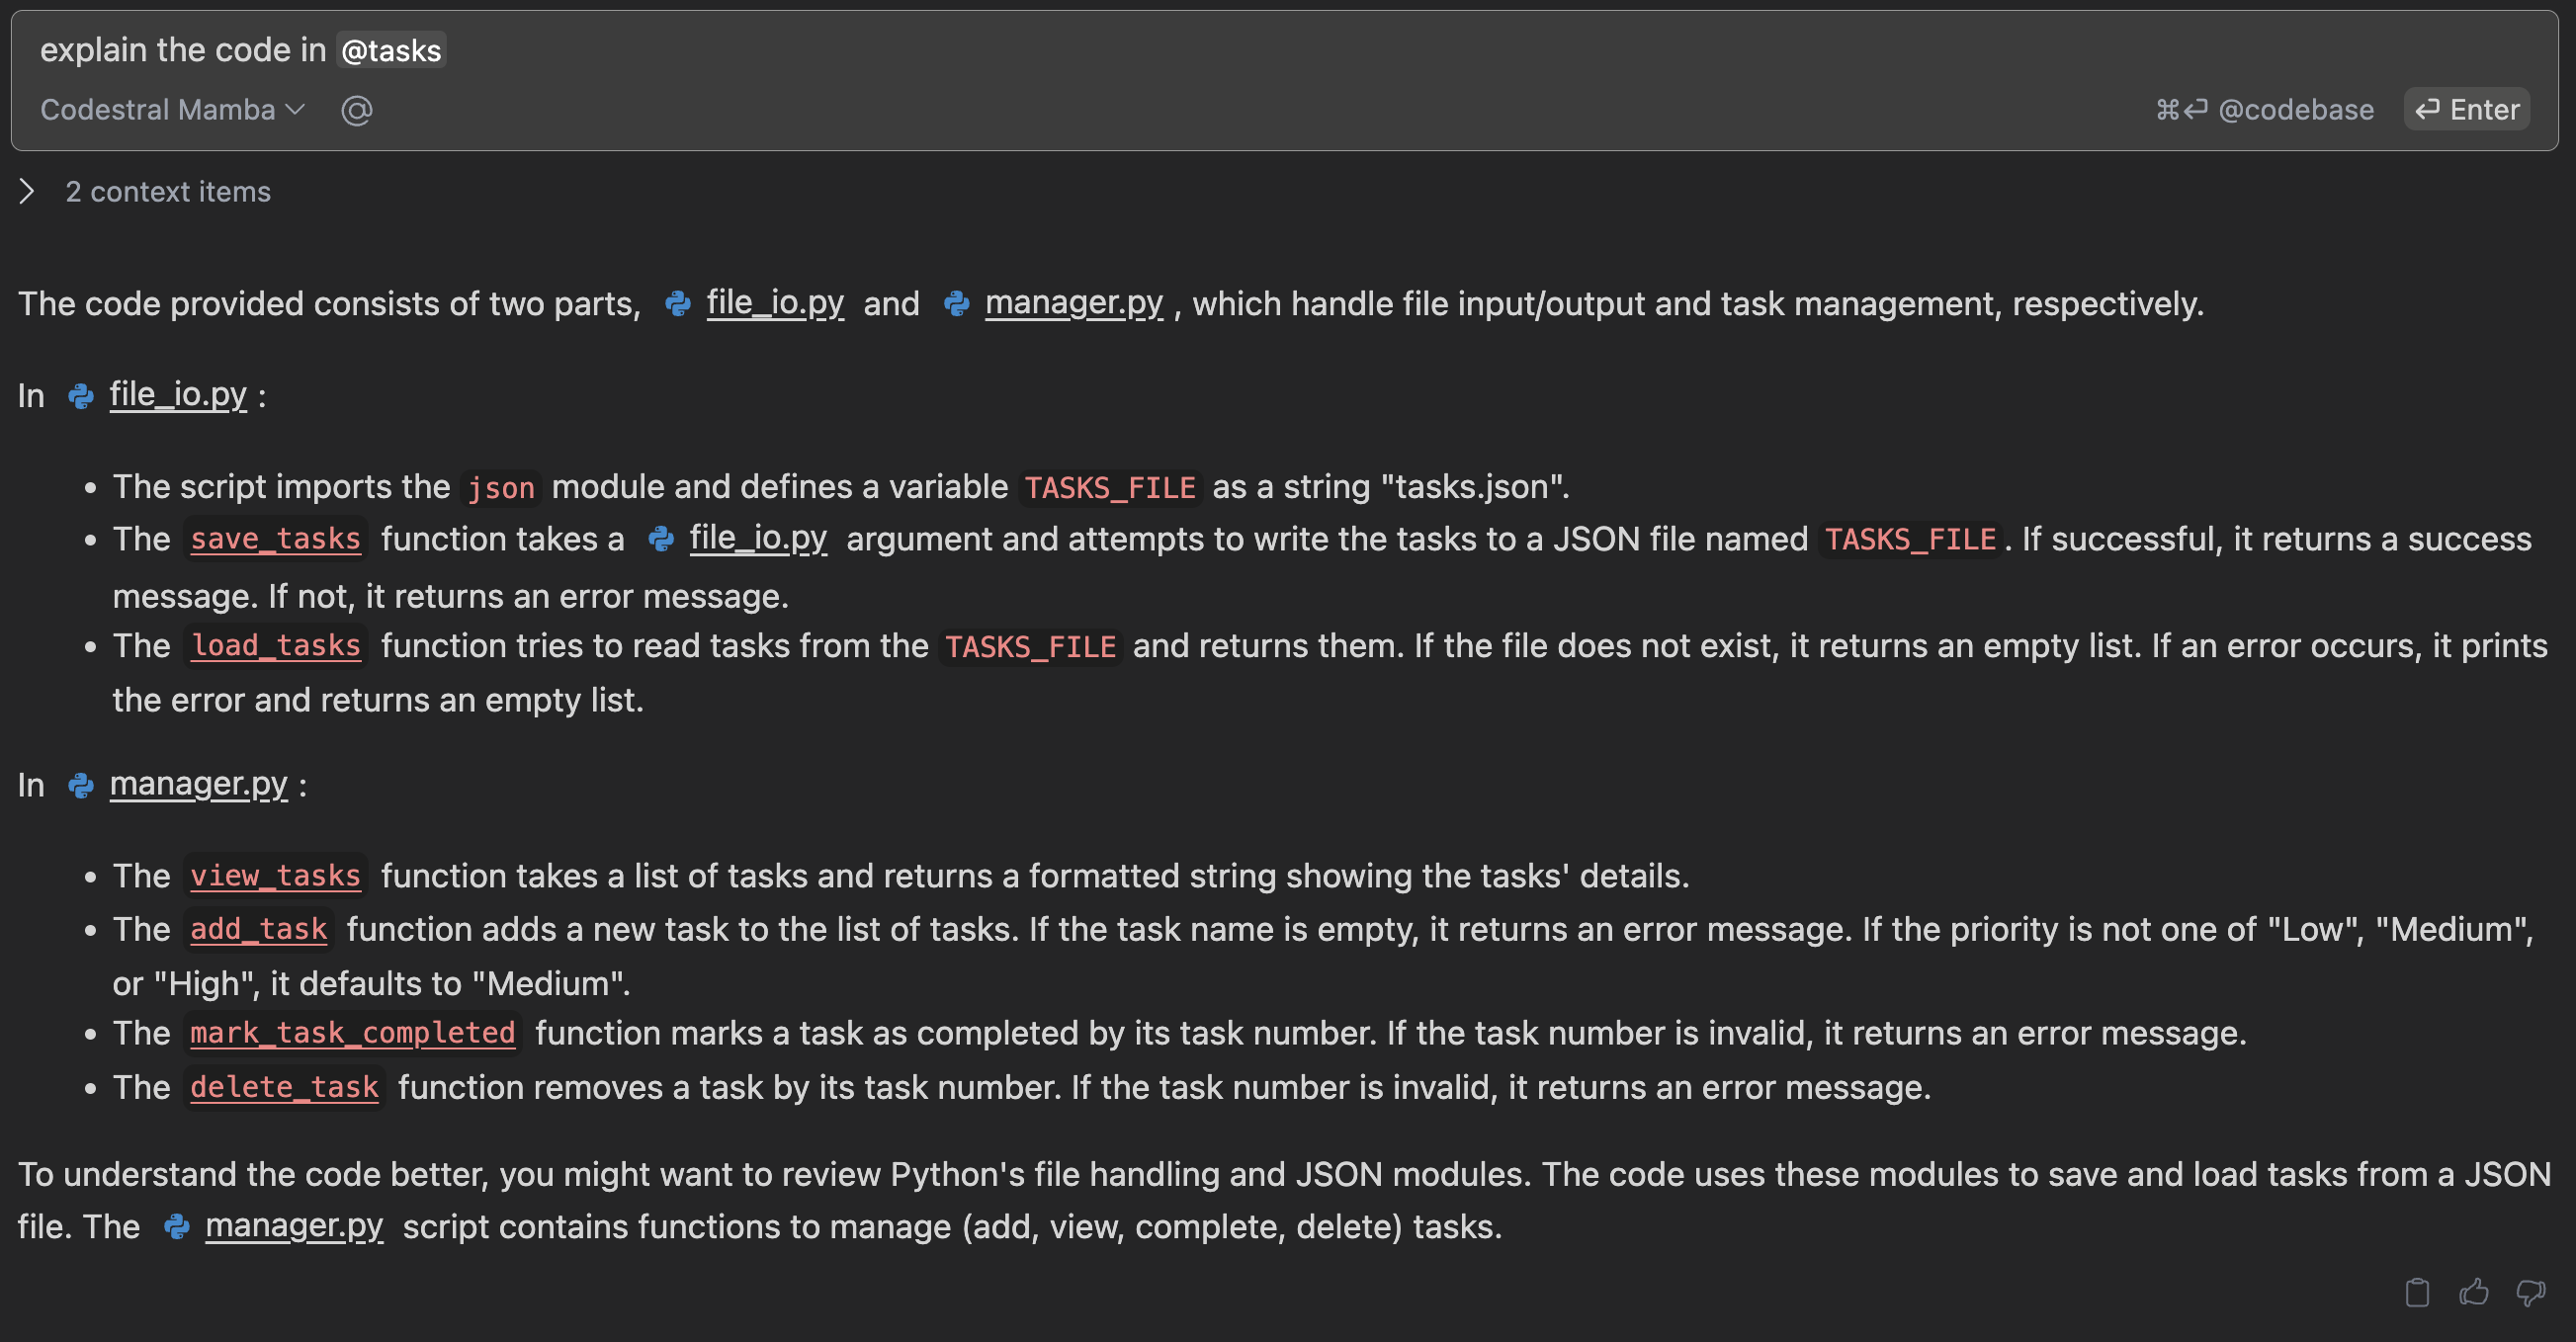 explain the code in @tasks
Codestral Mamba @ ⌘⏎ @codebase ⏎ Enter
2 context items
The code provided consists of two parts, file_io.py and manager.py , which handle file input/output and task management, respectively.
In file_io.py :
• The script imports the json module and defines a variable TASKS_FILE as a string "tasks.json".
• The save_tasks function takes a file_io.py argument and attempts to write the tasks to a JSON file named TASKS_FILE. If successful, it returns a success
message. If not, it returns an error message.
• The load_tasks function tries to read tasks from the TASKS_FILE and returns them. If the file does not exist, it returns an empty list. If an error occurs, it prints
the error and returns an empty list.
In manager.py :
• The view_tasks function takes a list of tasks and returns a formatted string showing the tasks' details.
• The add_task function adds a new task to the list of tasks. If the task name is empty, it returns an error message. If the priority is not one of "Low", "Medium",
or "High", it defaults to "Medium".
• The mark_task_completed function marks a task as completed by its task number. If the task number is invalid, it returns an error message.
• The delete_task function removes a task by its task number. If the task number is invalid, it returns an error message.
To understand the code better, you might want to review Python's file handling and JSON modules. The code uses these modules to save and load tasks from a JSON
file. The manager.py script contains functions to manage (add, view, complete, delete) tasks.